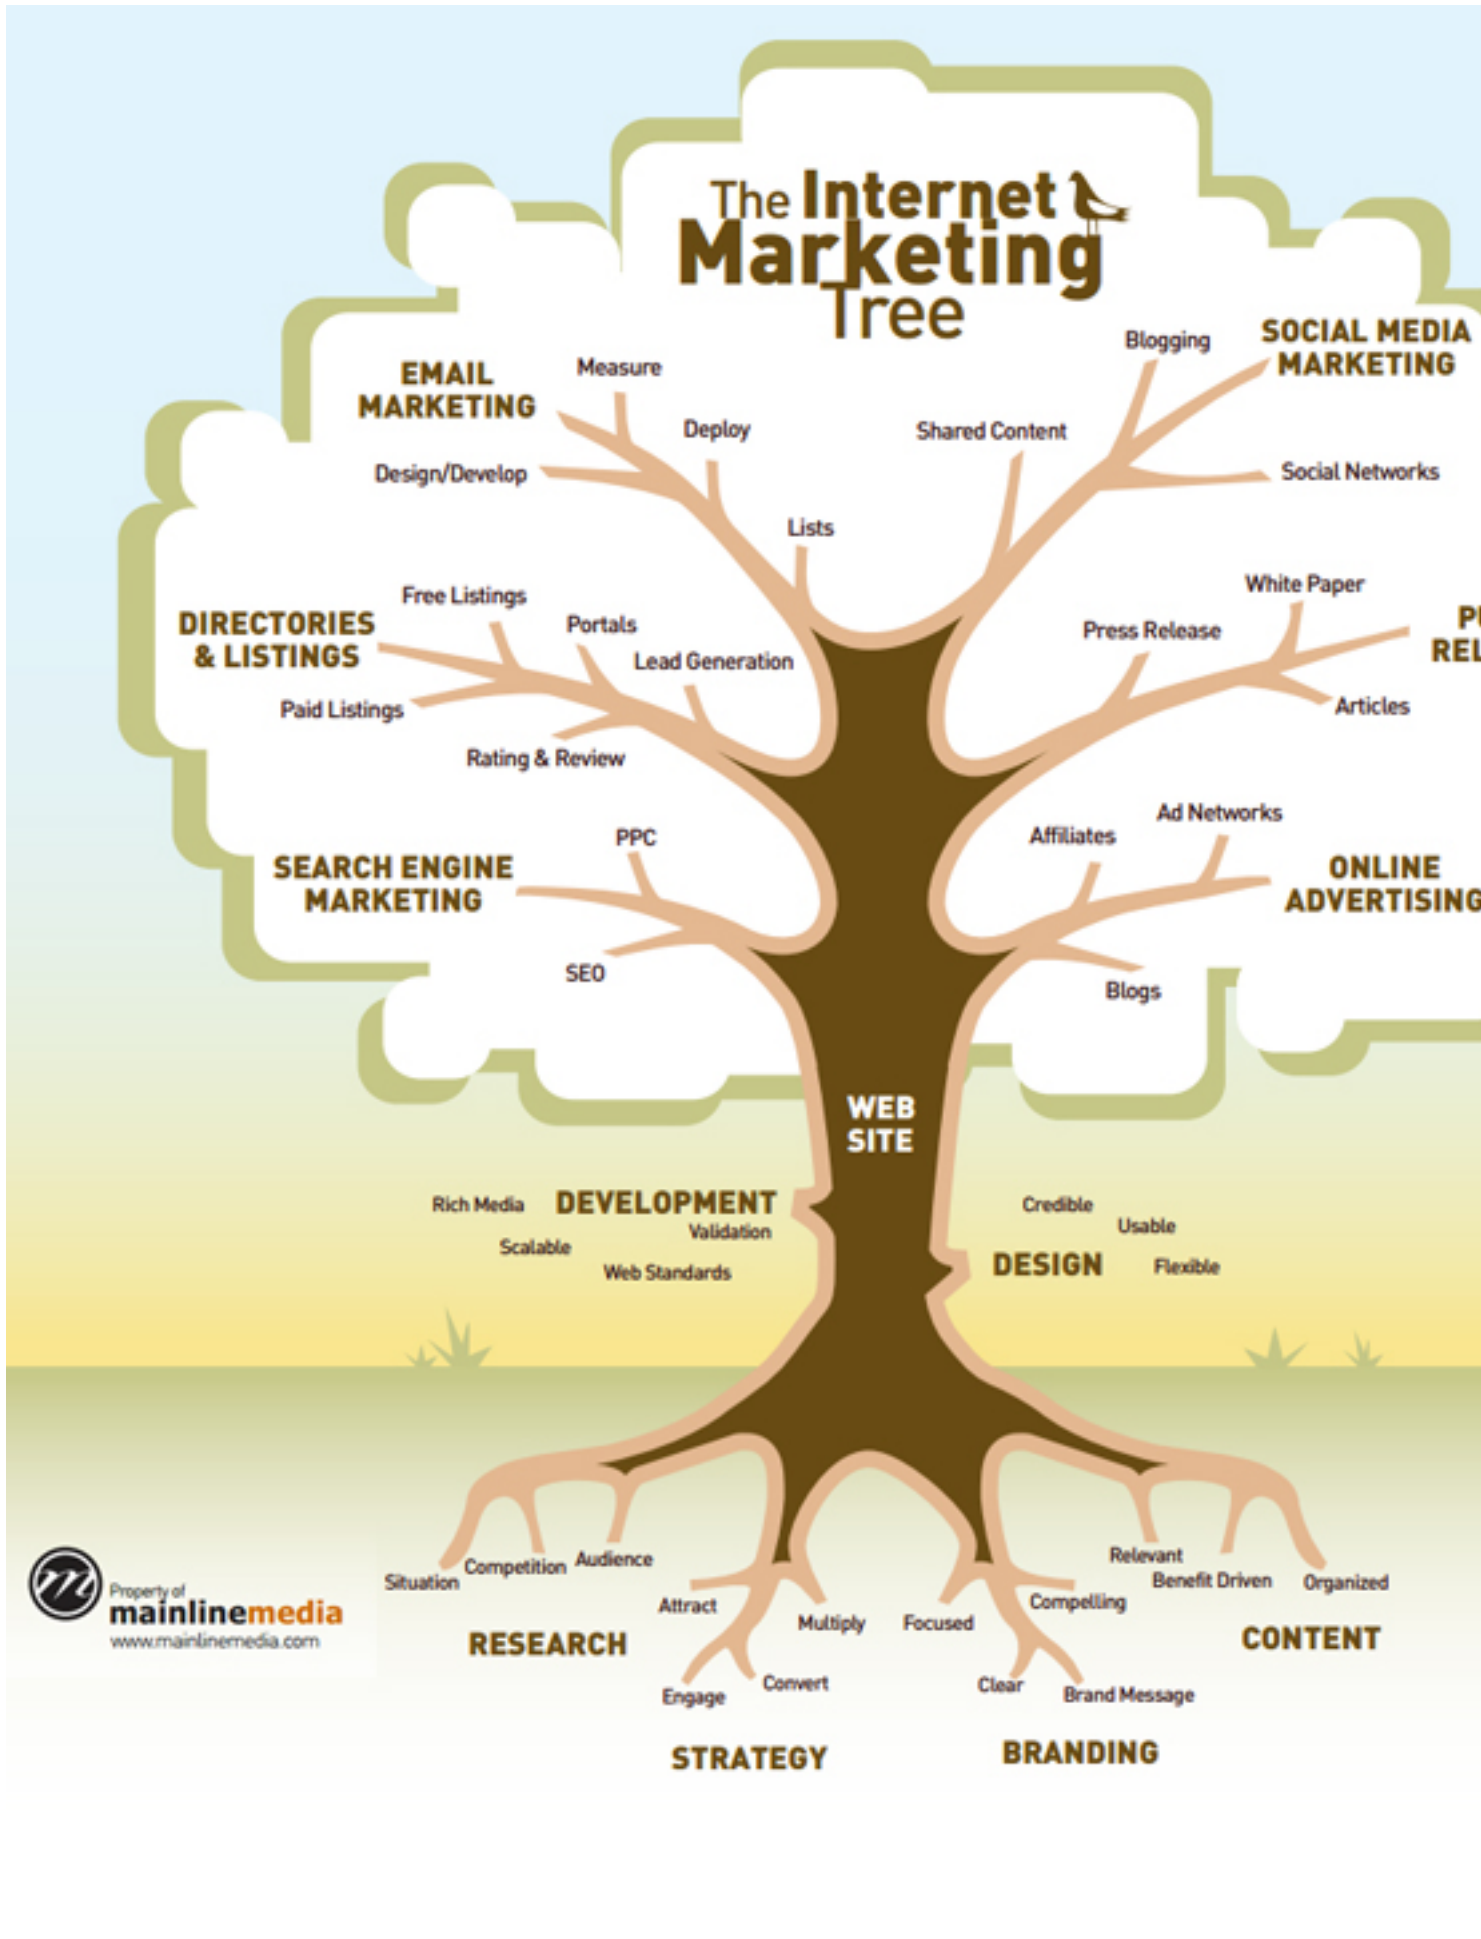 The Internet
Marketing
Tree
EMAIL
MARKETING
Measure
Deploy
Design/Develop
Lists
Blogging
SOCIAL MEDIA
MARKETING
Shared Content
Social Networks
DIRECTORIES
& LISTINGS
Free Listings
Portals
Lead Generation
Paid Listings
Rating & Review
White Paper
Press Release
Articles
SEARCH ENGINE
MARKETING
PPC
SEO
Affiliates
Ad Networks
ONLINE
ADVERTISING
Blogs
WEB
SITE
Rich Media
DEVELOPMENT
Validation
Scalable
Web Standards
Credible
Usable
DESIGN
Flexible
Situation
Competition
Audience
RESEARCH
Attract
Multiply
Engage
Convert
STRATEGY
Focused
Compelling
Clear
Brand Message
BRANDING
Relevant
Benefit Driven
Organized
CONTENT
Property of
mainlinemedia
www.mainlinemedia.com